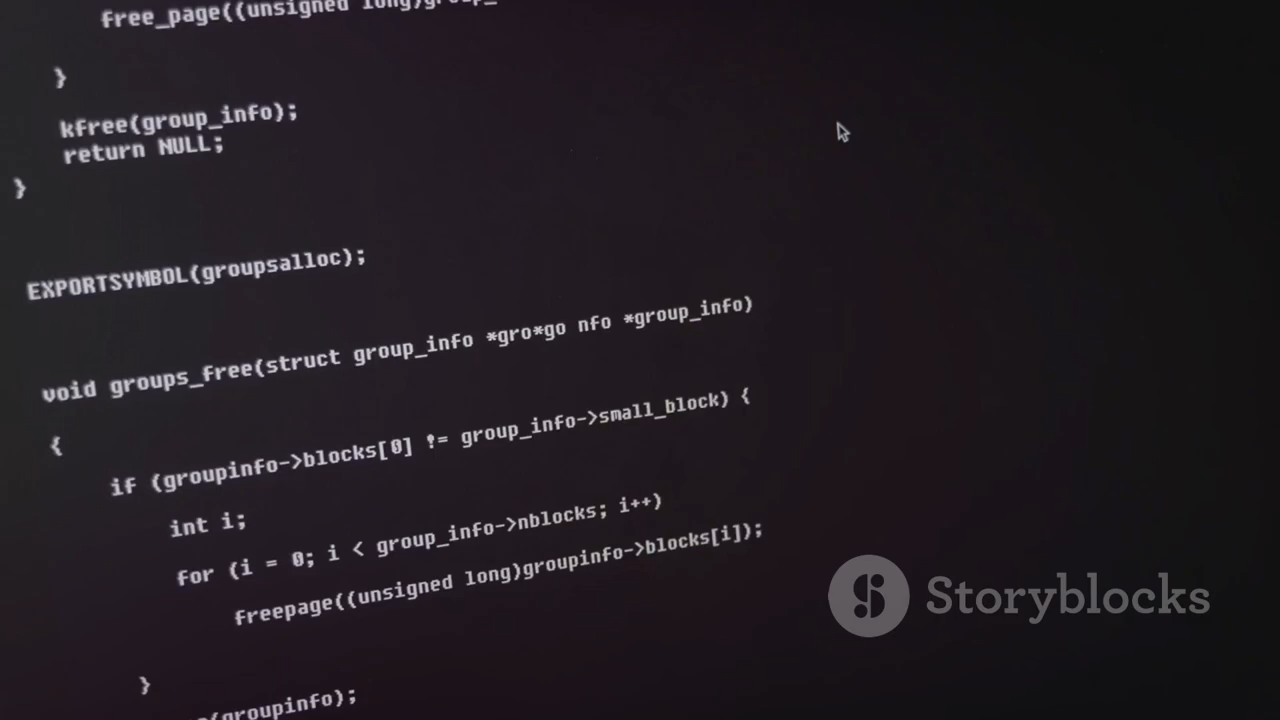 free_page((unsigned long)group_
}
kfree(group_info);
return NULL;
}
EXPORTSYMBOL(groupsalloc);
void groups_free(struct group_info *gro*go nfo *group_info)
{
if (groupinfo->blocks[0] != group_info->small_block) {
int i;
for (i = 0; i < group_info->nblocks; i++)
freepage((unsigned long)groupinfo->blocks[i]);
}
(groupinfo);
Storyblocks